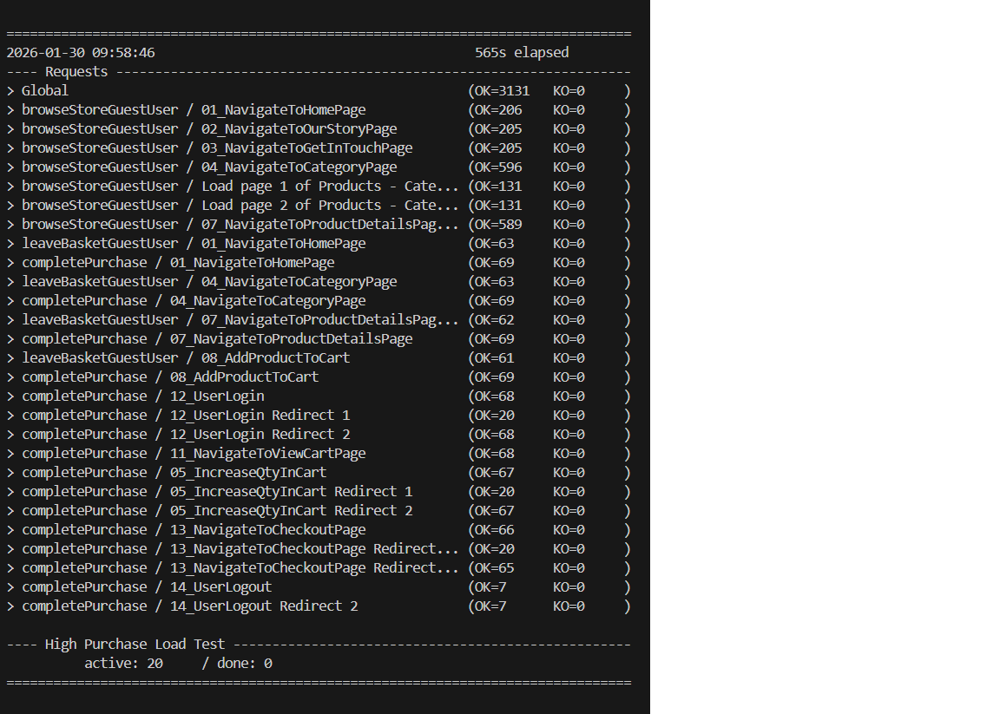 ================================================================================
2026-01-30 09:58:46                                         565s elapsed
---- Requests ------------------------------------------------------------------
> Global                                                   (OK=3131   KO=0     )
> browseStoreGuestUser / 01_NavigateToHomePage             (OK=206    KO=0     )
> browseStoreGuestUser / 02_NavigateToOurStoryPage         (OK=205    KO=0     )
> browseStoreGuestUser / 03_NavigateToGetInTouchPage       (OK=205    KO=0     )
> browseStoreGuestUser / 04_NavigateToCategoryPage         (OK=596    KO=0     )
> browseStoreGuestUser / Load page 1 of Products - Cate... (OK=131    KO=0     )
> browseStoreGuestUser / Load page 2 of Products - Cate... (OK=131    KO=0     )
> browseStoreGuestUser / 07_NavigateToProductDetailsPag... (OK=589    KO=0     )
> leaveBasketGuestUser / 01_NavigateToHomePage             (OK=63     KO=0     )
> completePurchase / 01_NavigateToHomePage                 (OK=69     KO=0     )
> leaveBasketGuestUser / 04_NavigateToCategoryPage         (OK=63     KO=0     )
> completePurchase / 04_NavigateToCategoryPage             (OK=69     KO=0     )
> leaveBasketGuestUser / 07_NavigateToProductDetailsPag... (OK=62     KO=0     )
> completePurchase / 07_NavigateToProductDetailsPage       (OK=69     KO=0     )
> leaveBasketGuestUser / 08_AddProductToCart               (OK=61     KO=0     )
> completePurchase / 08_AddProductToCart                   (OK=69     KO=0     )
> completePurchase / 12_UserLogin                          (OK=68     KO=0     )
> completePurchase / 12_UserLogin Redirect 1               (OK=20     KO=0     )
> completePurchase / 12_UserLogin Redirect 2               (OK=68     KO=0     )
> completePurchase / 11_NavigateToViewCartPage             (OK=68     KO=0     )
> completePurchase / 05_IncreaseQtyInCart                  (OK=67     KO=0     )
> completePurchase / 05_IncreaseQtyInCart Redirect 1       (OK=20     KO=0     )
> completePurchase / 05_IncreaseQtyInCart Redirect 2       (OK=67     KO=0     )
> completePurchase / 13_NavigateToCheckoutPage             (OK=66     KO=0     )
> completePurchase / 13_NavigateToCheckoutPage Redirect... (OK=20     KO=0     )
> completePurchase / 13_NavigateToCheckoutPage Redirect... (OK=65     KO=0     )
> completePurchase / 14_UserLogout                         (OK=7      KO=0     )
> completePurchase / 14_UserLogout Redirect 2              (OK=7      KO=0     )
---- High Purchase Load Test ---------------------------------------------------
          active: 20     / done: 0
================================================================================